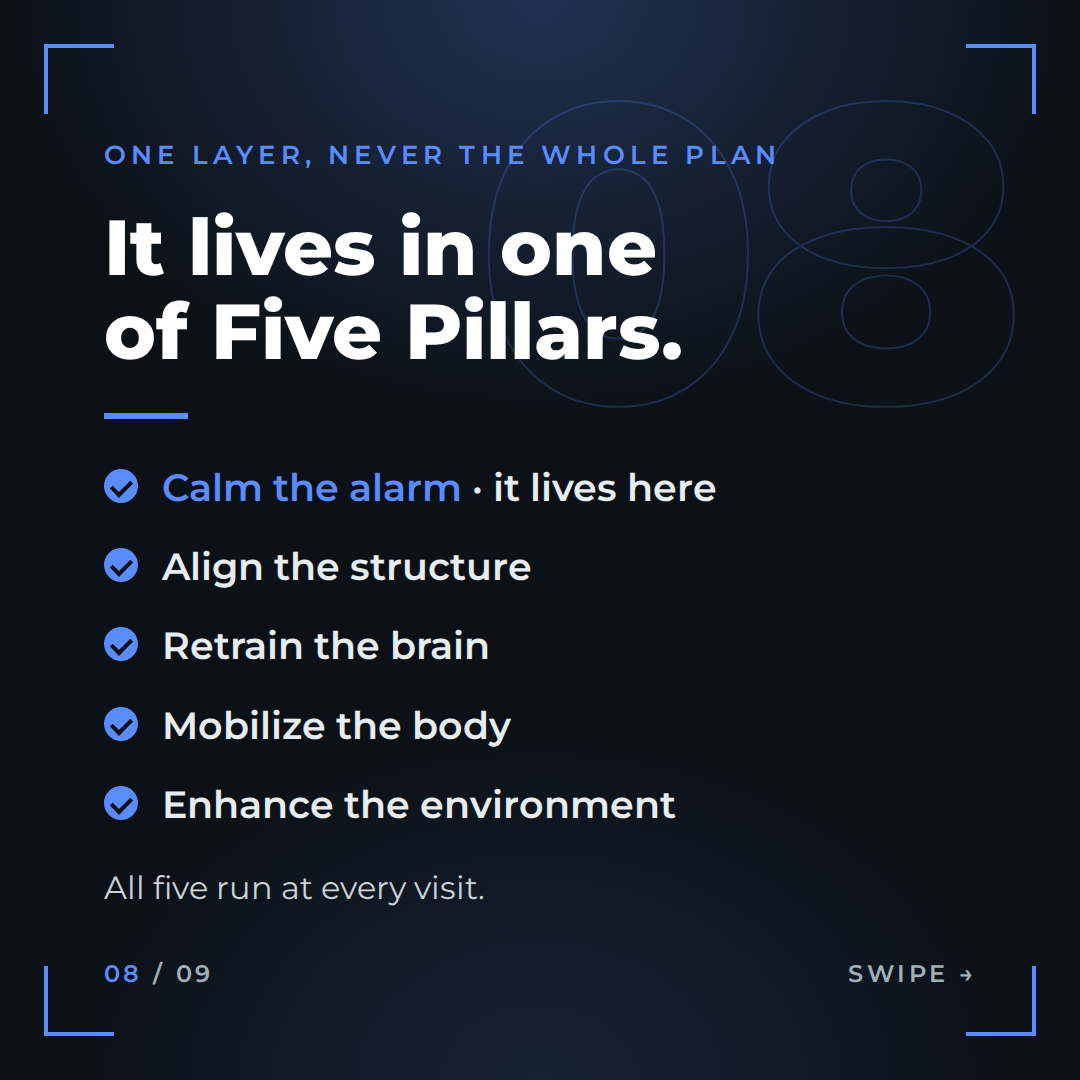 08
ONE LAYER, NEVER THE WHOLE PLAN
It lives in one
of Five Pillars.
Calm the alarm · it lives here
Align the structure
Retrain the brain
Mobilize the body
Enhance the environment
All five run at every visit.
08 / 09
SWIPE →